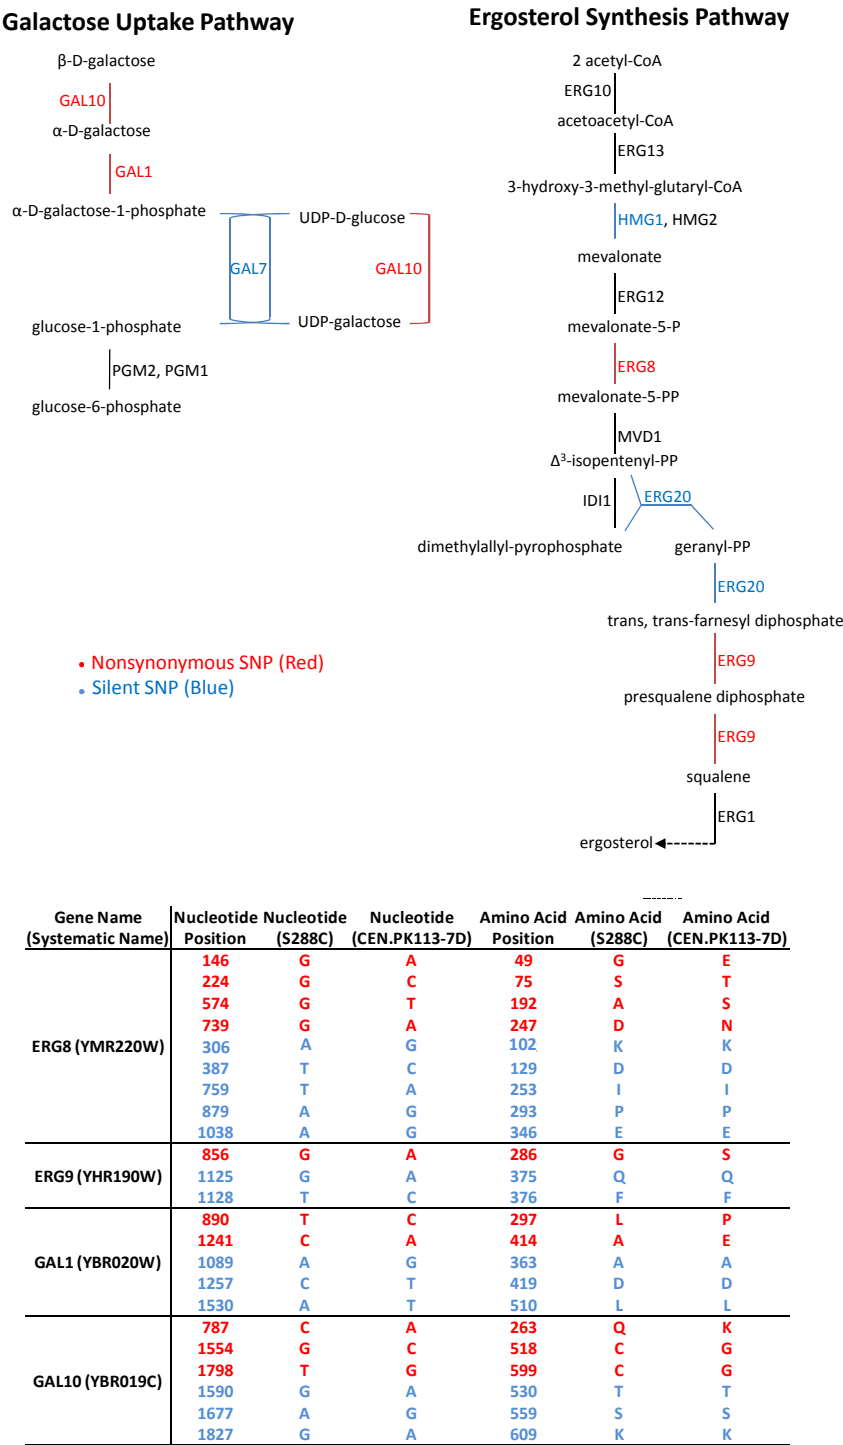 Galactose Uptake Pathway
β-D-galactose
GAL10
α-D-galactose
GAL1
α-D-galactose-1-phosphate
UDP-D-glucose
GAL7
GAL10
glucose-1-phosphate
UDP-galactose
PGM2, PGM1
glucose-6-phosphate
Ergosterol Synthesis Pathway
2 acetyl-CoA
ERG10
acetoacetyl-CoA
ERG13
3-hydroxy-3-methyl-glutaryl-CoA
HMG1, HMG2
mevalonate
ERG12
mevalonate-5-P
ERG8
mevalonate-5-PP
MVD1
Δ³-isopentenyl-PP
IDI1
ERG20
dimethylallyl-pyrophosphate
geranyl-PP
ERG20
trans, trans-farnesyl diphosphate
ERG9
presqualene diphosphate
ERG9
squalene
ERG1
ergosterol
• Nonsynonymous SNP (Red)
• Silent SNP (Blue)
Gene Name (Systematic Name) Nucleotide Position Nucleotide (S288C) Nucleotide (CEN.PK113-7D) Amino Acid Position Amino Acid (S288C) Amino Acid (CEN.PK113-7D)
ERG8 (YMR220W)
146 G A 49 G E
224 G C 75 S T
574 G T 192 A S
739 G A 247 D N
306 A G 102 K K
387 T C 129 D D
759 T A 253 I I
879 A G 293 P P
1038 A G 346 E E
ERG9 (YHR190W)
856 G A 286 G S
1125 G A 375 Q Q
1128 T C 376 F F
GAL1 (YBR020W)
890 T C 297 L P
1241 C A 414 A E
1089 A G 363 A A
1257 C T 419 D D
1530 A T 510 L L
GAL10 (YBR019C)
787 C A 263 Q K
1554 G C 518 C G
1798 T G 599 C G
1590 G A 530 T T
1677 A G 559 S S
1827 G A 609 K K